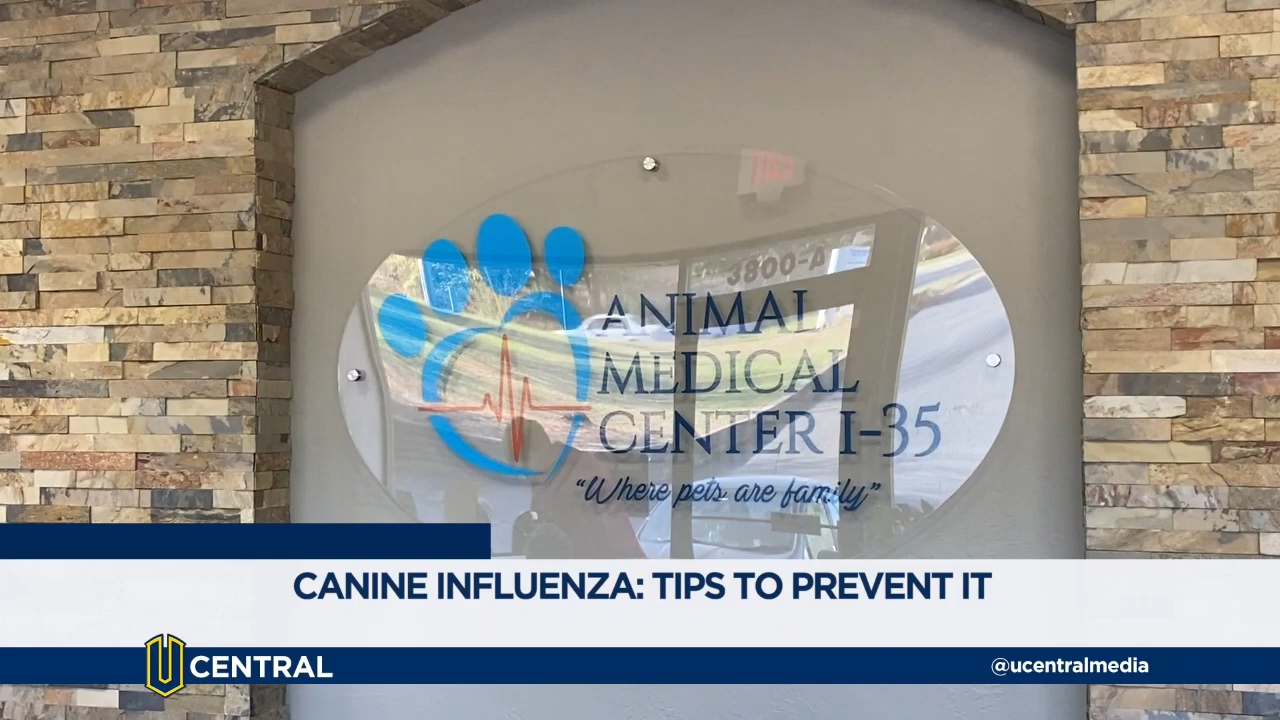 3800-A
ANIMAL
MEDICAL
CENTER I-35
“Where pets are family”
CANINE INFLUENZA: TIPS TO PREVENT IT
U CENTRAL
@ucentralmedia